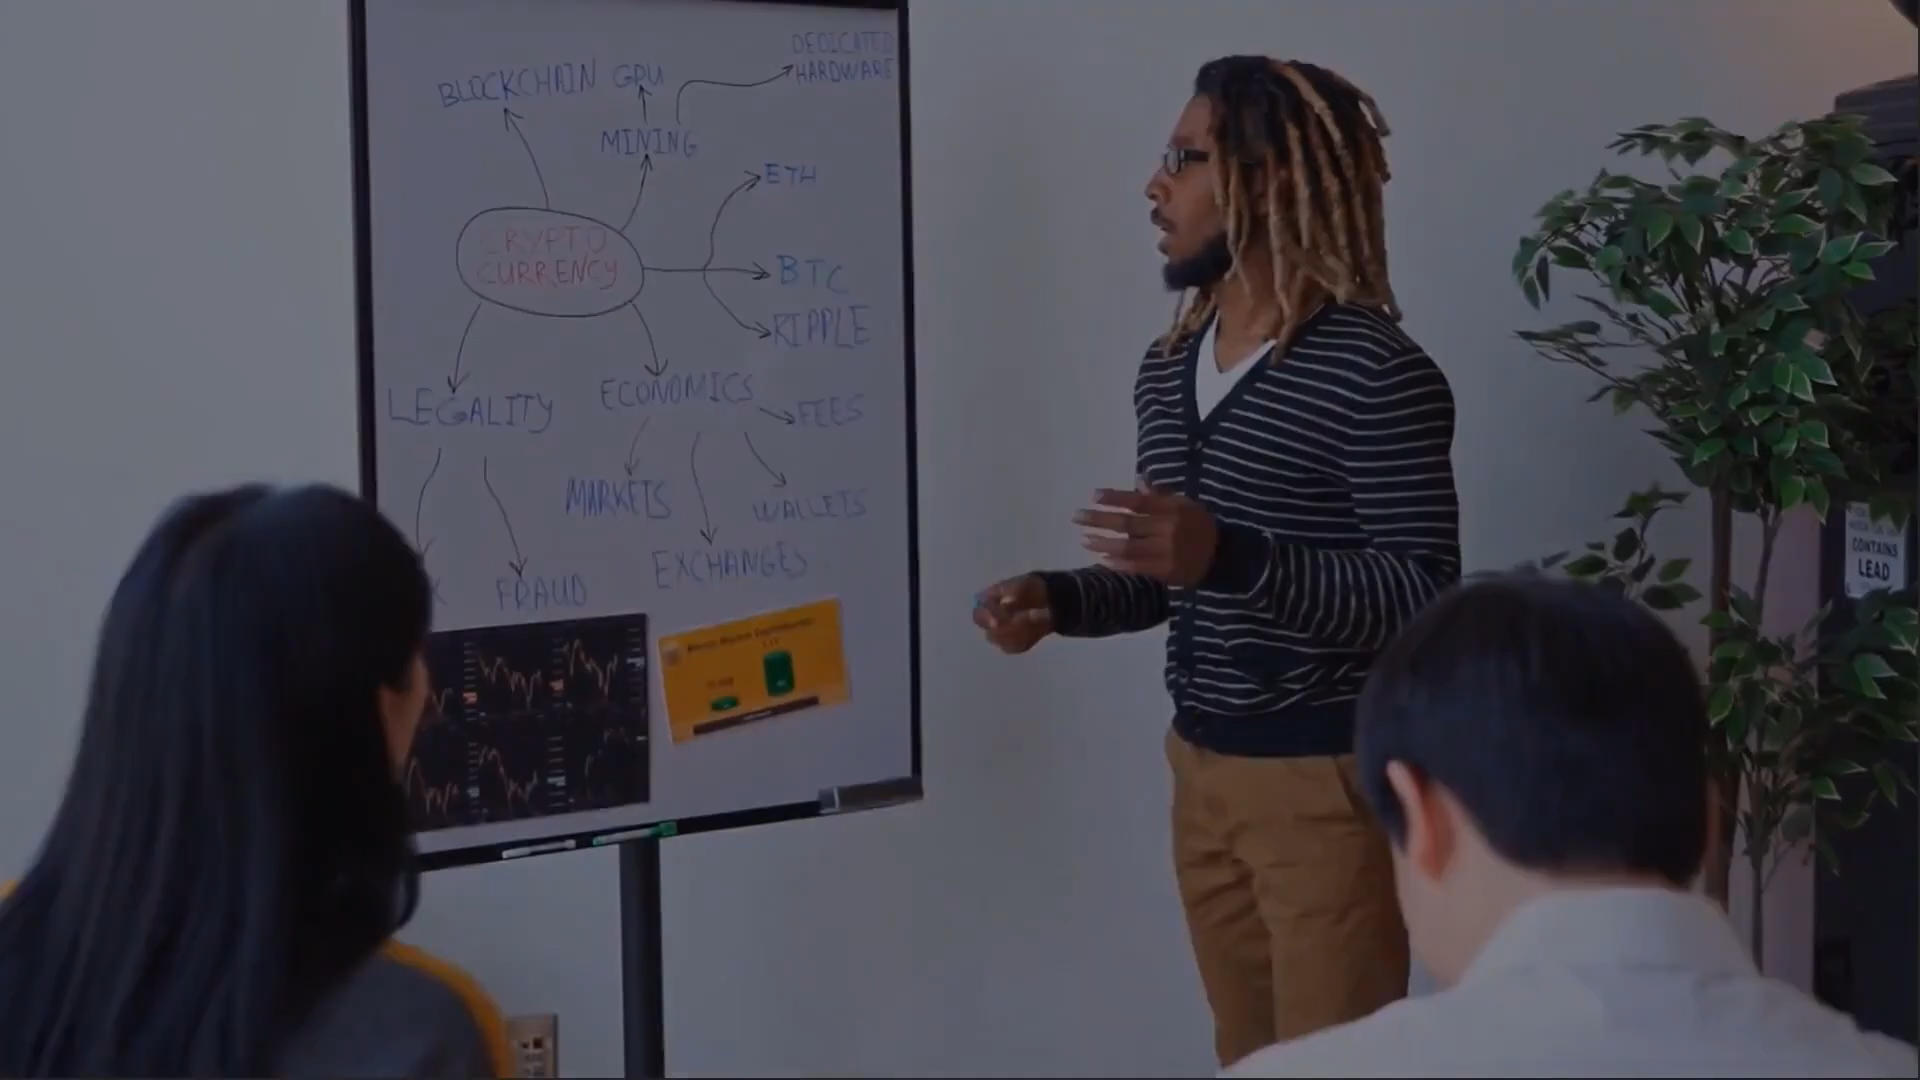 DEDICATED
HARDWARE
BLOCKCHAIN GPU
MINING
ETH
CRYPTO
CURRENCY
BTC
RIPPLE
LEGALITY
ECONOMICS
FEES
MARKETS
WALLETS
EXCHANGES
FRAUD
CONTAINS
LEAD